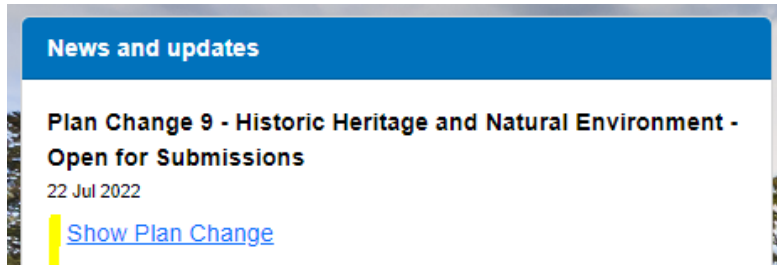 News and updates
Plan Change 9 - Historic Heritage and Natural Environment -
Open for Submissions
22 Jul 2022
Show Plan Change